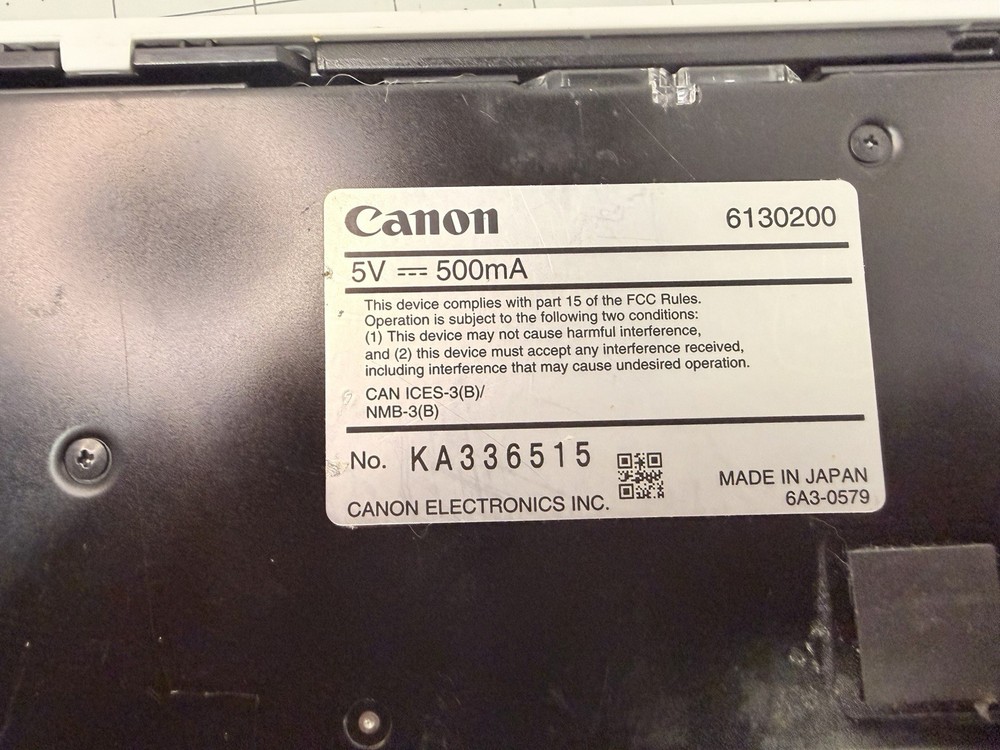 Canon 6130200
5V ⎓ 500mA
This device complies with part 15 of the FCC Rules.
Operation is subject to the following two conditions:
(1) This device may not cause harmful interference,
and (2) this device must accept any interference received,
including interference that may cause undesired operation.
CAN ICES-3(B)/
NMB-3(B)
No. KA336515
MADE IN JAPAN
CANON ELECTRONICS INC. 6A3-0579